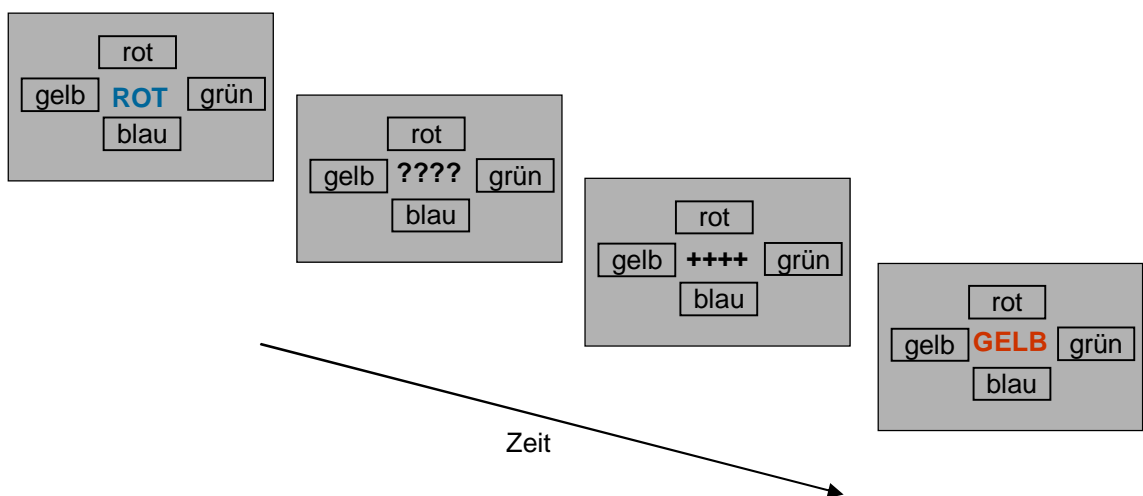 rot
gelb ROT grün
blau
rot
gelb ???? grün
blau
rot
gelb ++++ grün
blau
rot
gelb GELB grün
blau
Zeit